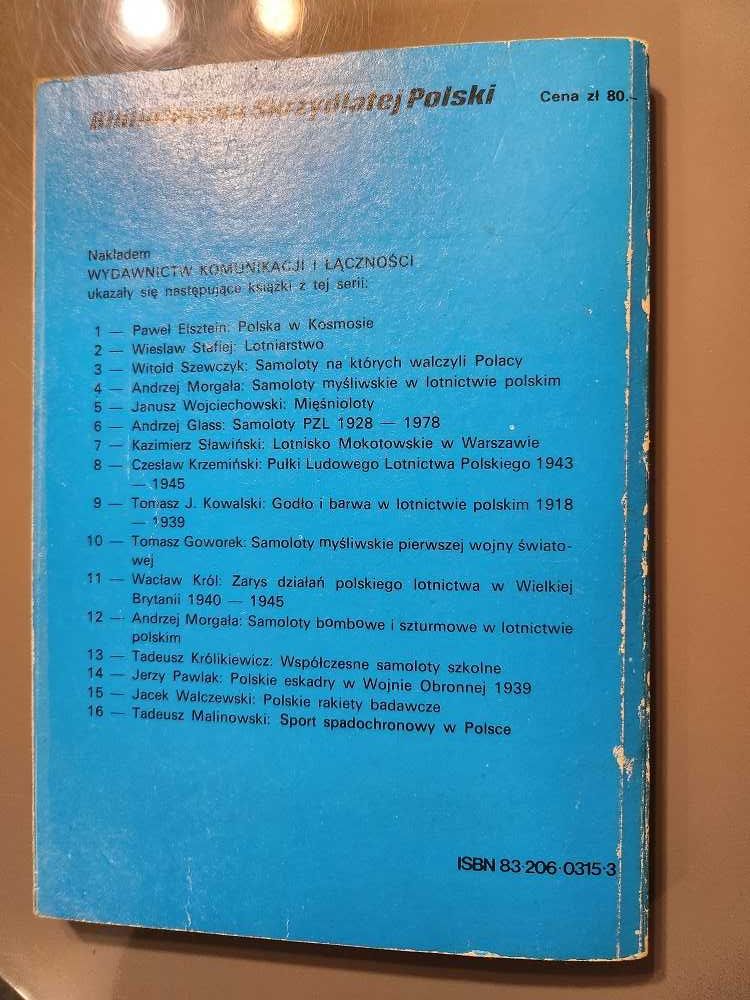 Biblioteczka Skrzydlatej Polski
Cena zł 80.-
Nakładem
WYDAWNICTW KOMUNIKACJI I ŁĄCZNOŚCI
ukazały się następujące książki z tej serii:
1 — Paweł Elsztein: Polska w Kosmosie
2 — Wiesław Stafiej: Lotniarstwo
3 — Witold Szewczyk: Samoloty na których walczyli Polacy
4 — Andrzej Morgała: Samoloty myśliwskie w lotnictwie polskim
5 — Janusz Wojciechowski: Mięśnioloty
6 — Andrzej Glass: Samoloty PZL 1928 — 1978
7 — Kazimierz Sławiński: Lotnisko Mokotowskie w Warszawie
8 — Czesław Krzemiński: Pułki Ludowego Lotnictwa Polskiego 1943
— 1945
9 — Tomasz J. Kowalski: Godło i barwa w lotnictwie polskim 1918
— 1939
10 — Tomasz Goworek: Samoloty myśliwskie pierwszej wojny świato-
wej
11 — Wacław Król: Zarys działań polskiego lotnictwa w Wielkiej
Brytanii 1940 — 1945
12 — Andrzej Morgała: Samoloty bombowe i szturmowe w lotnictwie
polskim
13 — Tadeusz Królikiewicz: Współczesne samoloty szkolne
14 — Jerzy Pawlak: Polskie eskadry w Wojnie Obronnej 1939
15 — Jacek Walczewski: Polskie rakiety badawcze
16 — Tadeusz Malinowski: Sport spadochronowy w Polsce
ISBN 83-206-0315-3